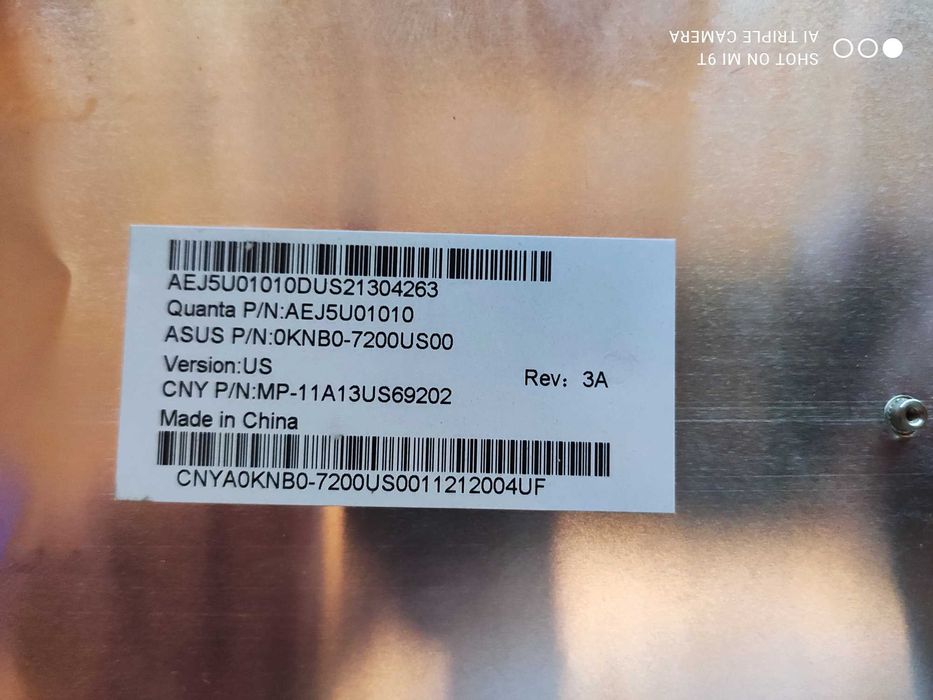 AEJ5U01010DUS21304263
Quanta P/N:AEJ5U01010
ASUS P/N:0KNB0-7200US00
Version:US
Rev: 3A
CNY P/N:MP-11A13US69202
Made in China
CNYA0KNB0-7200US0011212004UF
SHOT ON MI 9T
AI TRIPLE CAMERA